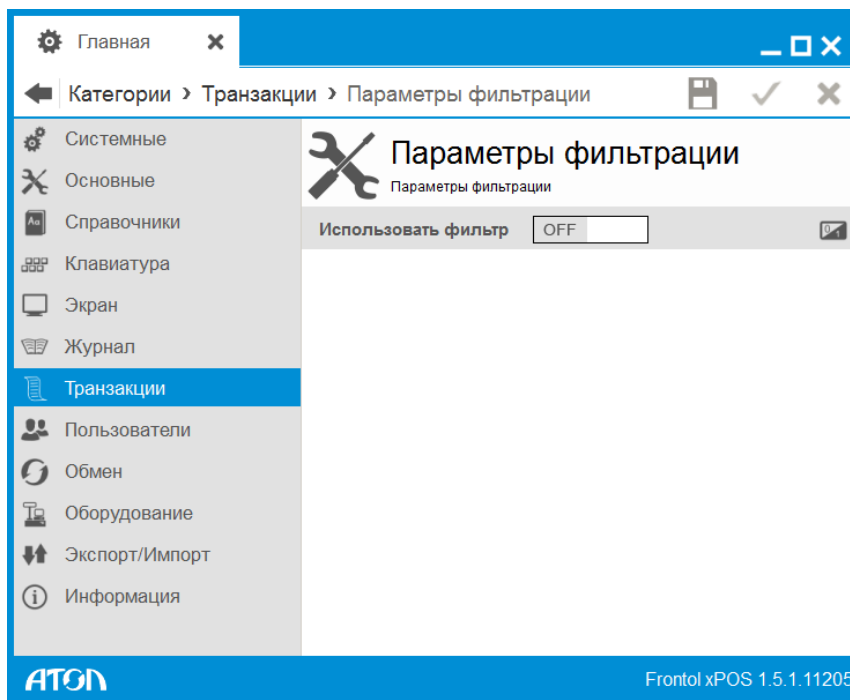 Главная
Категории > Транзакции > Параметры фильтрации
Системные
Основные
Справочники
Клавиатура
Экран
Журнал
Транзакции
Пользователи
Обмен
Оборудование
Экспорт/Импорт
Информация
Параметры фильтрации
Параметры фильтрации
Использовать фильтр OFF
АТОЛ
Frontol xPOS 1.5.1.11205